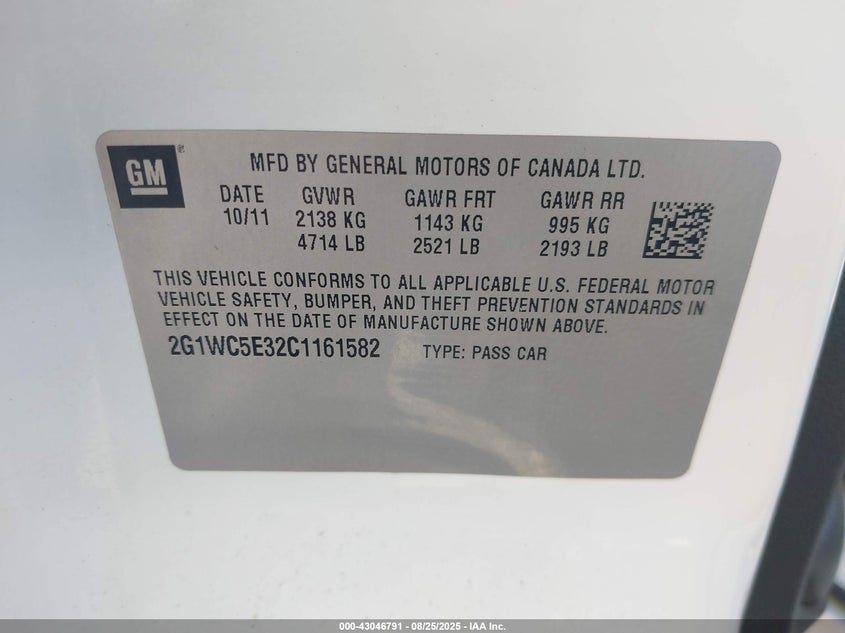 GM®
MFD BY GENERAL MOTORS OF CANADA LTD.
DATE GVWR GAWR FRT GAWR RR
10/11 2138 KG 1143 KG 995 KG
4714 LB 2521 LB 2193 LB
THIS VEHICLE CONFORMS TO ALL APPLICABLE U.S. FEDERAL MOTOR
VEHICLE SAFETY, BUMPER, AND THEFT PREVENTION STANDARDS IN
EFFECT ON THE DATE OF MANUFACTURE SHOWN ABOVE.
2G1WC5E32C1161582 TYPE: PASS CAR
000-43046791 - 08/25/2025 - IAA Inc.